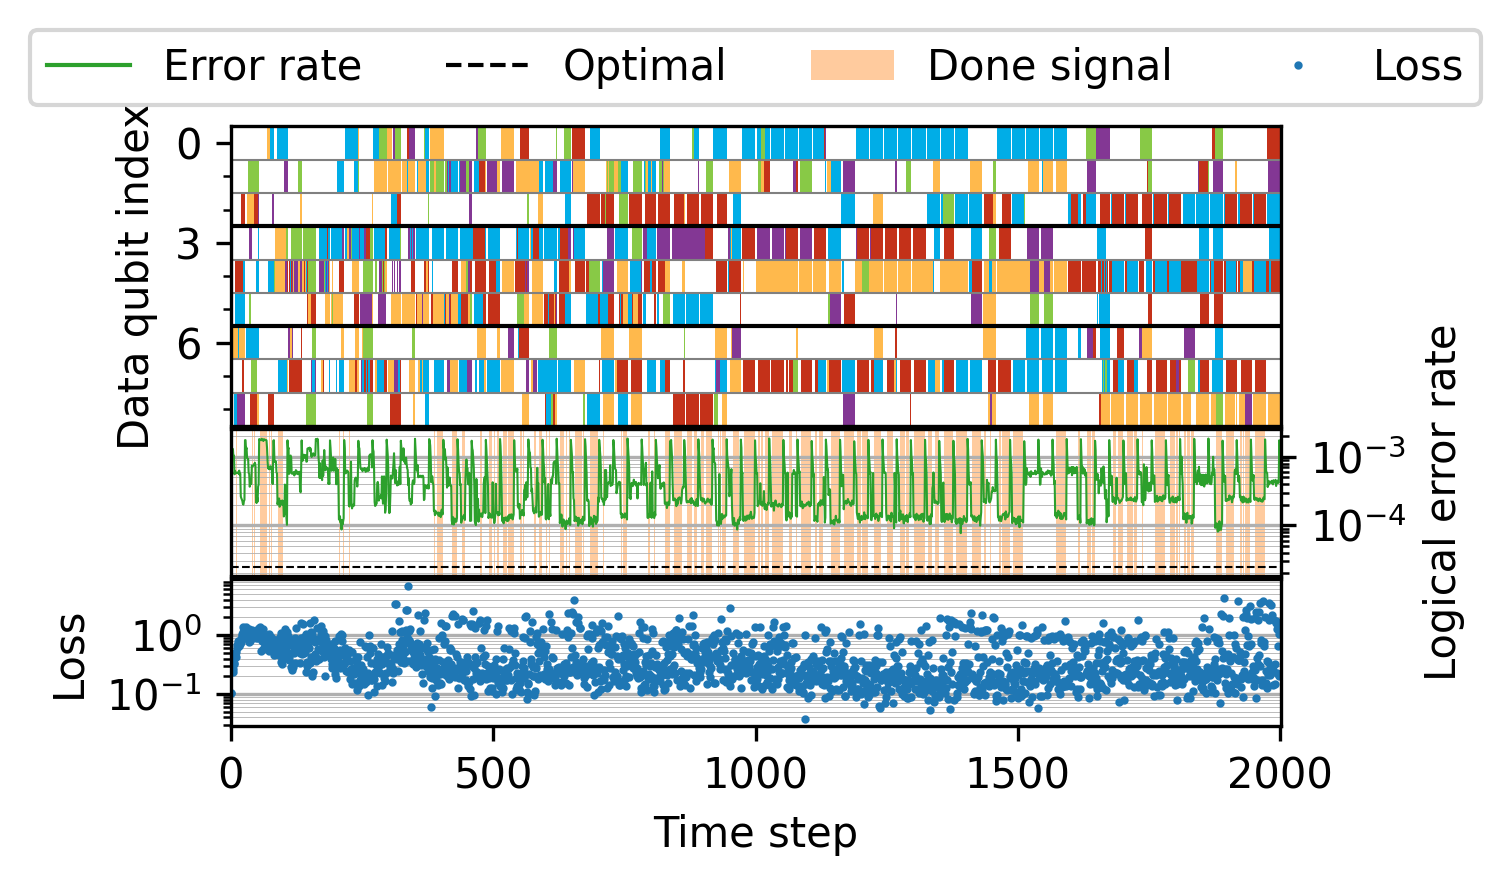 Error rate
Optimal
Done signal
Loss
Data qubit index
0
3
6
Logical error rate
10⁻³
10⁻⁴
Loss
10⁰
10⁻¹
0
500
1000
1500
2000
Time step